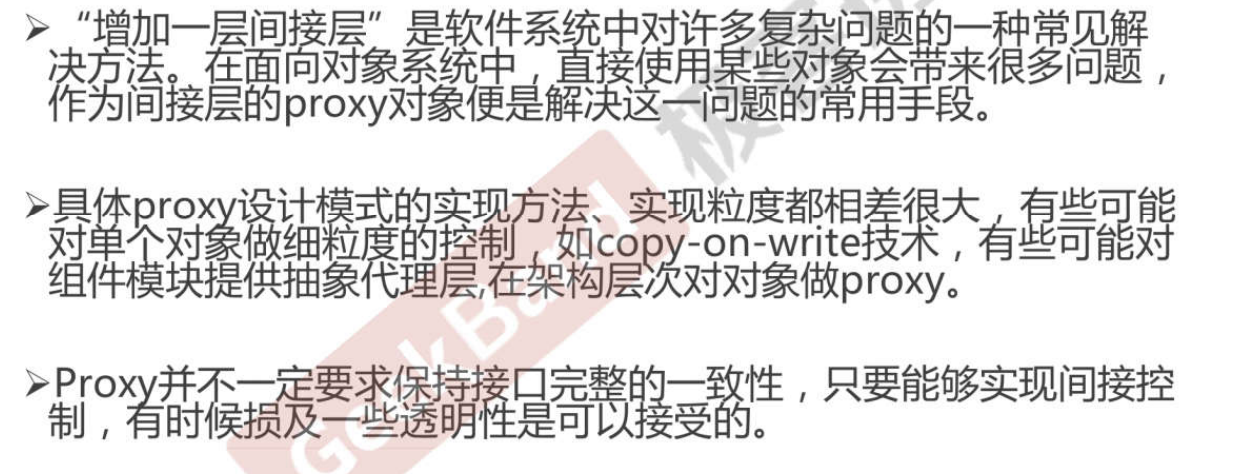 ➢ “增加一层间接层”是软件系统中对许多复杂问题的一种常见解
决方法。在面向对象系统中，直接使用某些对象会带来很多问题，
作为间接层的proxy对象便是解决这一问题的常用手段。
➢具体proxy设计模式的实现方法、实现粒度都相差很大，有些可能
对单个对象做细粒度的控制，如copy-on-write技术，有些可能对
组件模块提供抽象代理层,在架构层次对对象做proxy。
➢Proxy并不一定要求保持接口完整的一致性，只要能够实现间接控
制，有时候损及一些透明性是可以接受的。
GeekBand